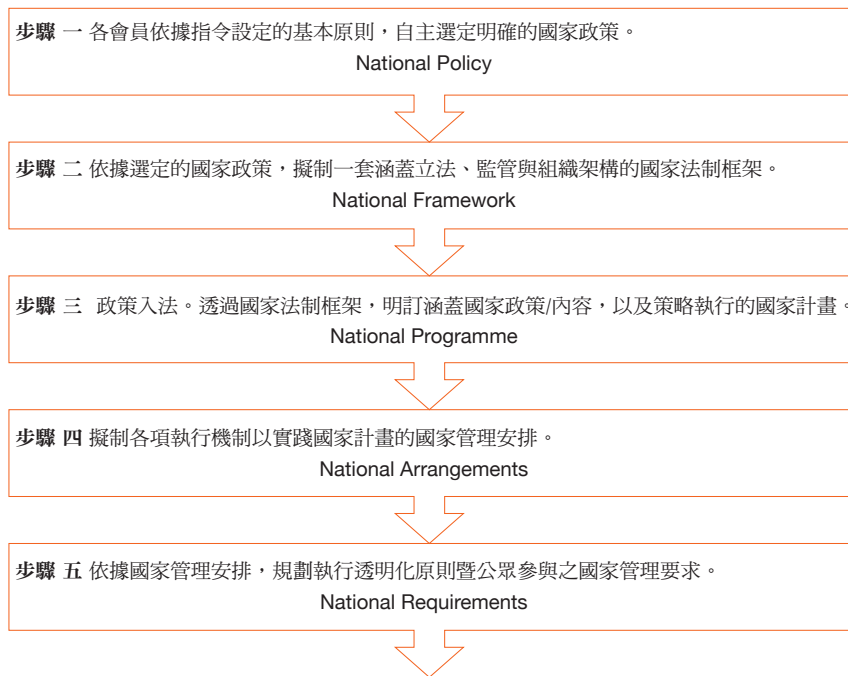 步驟 一 各會員依據指令設定的基本原則，自主選定明確的國家政策。
National Policy
步驟 二 依據選定的國家政策，擬制一套涵蓋立法、監管與組織架構的國家法制框架。
National Framework
步驟 三 政策入法。透過國家法制框架，明訂涵蓋國家政策/內容，以及策略執行的國家計畫。
National Programme
步驟 四 擬制各項執行機制以實踐國家計畫的國家管理安排。
National Arrangements
步驟 五 依據國家管理安排，規劃執行透明化原則暨公眾參與之國家管理要求。
National Requirements